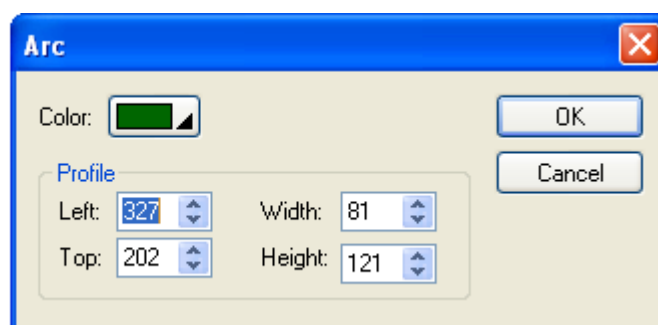 Arc
Color:
OK
Cancel
Profile
Left: 327 Width: 81
Top: 202 Height: 121